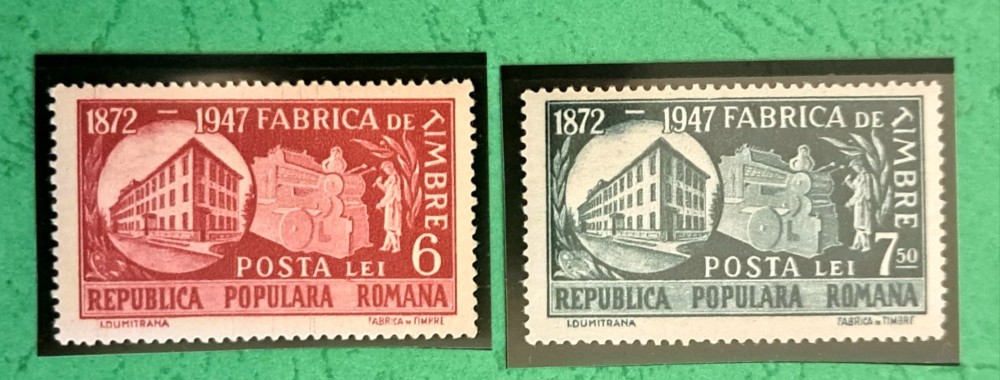 1872 – 1947 FABRICA DE TIMBRE
POSTA LEI 6
REPUBLICA POPULARA ROMANA
I.DUMITRANA FABRICA DE TIMBRE
1872 – 1947 FABRICA DE TIMBRE
POSTA LEI 7 50
REPUBLICA POPULARA ROMANA
I.DUMITRANA FABRICA DE TIMBRE